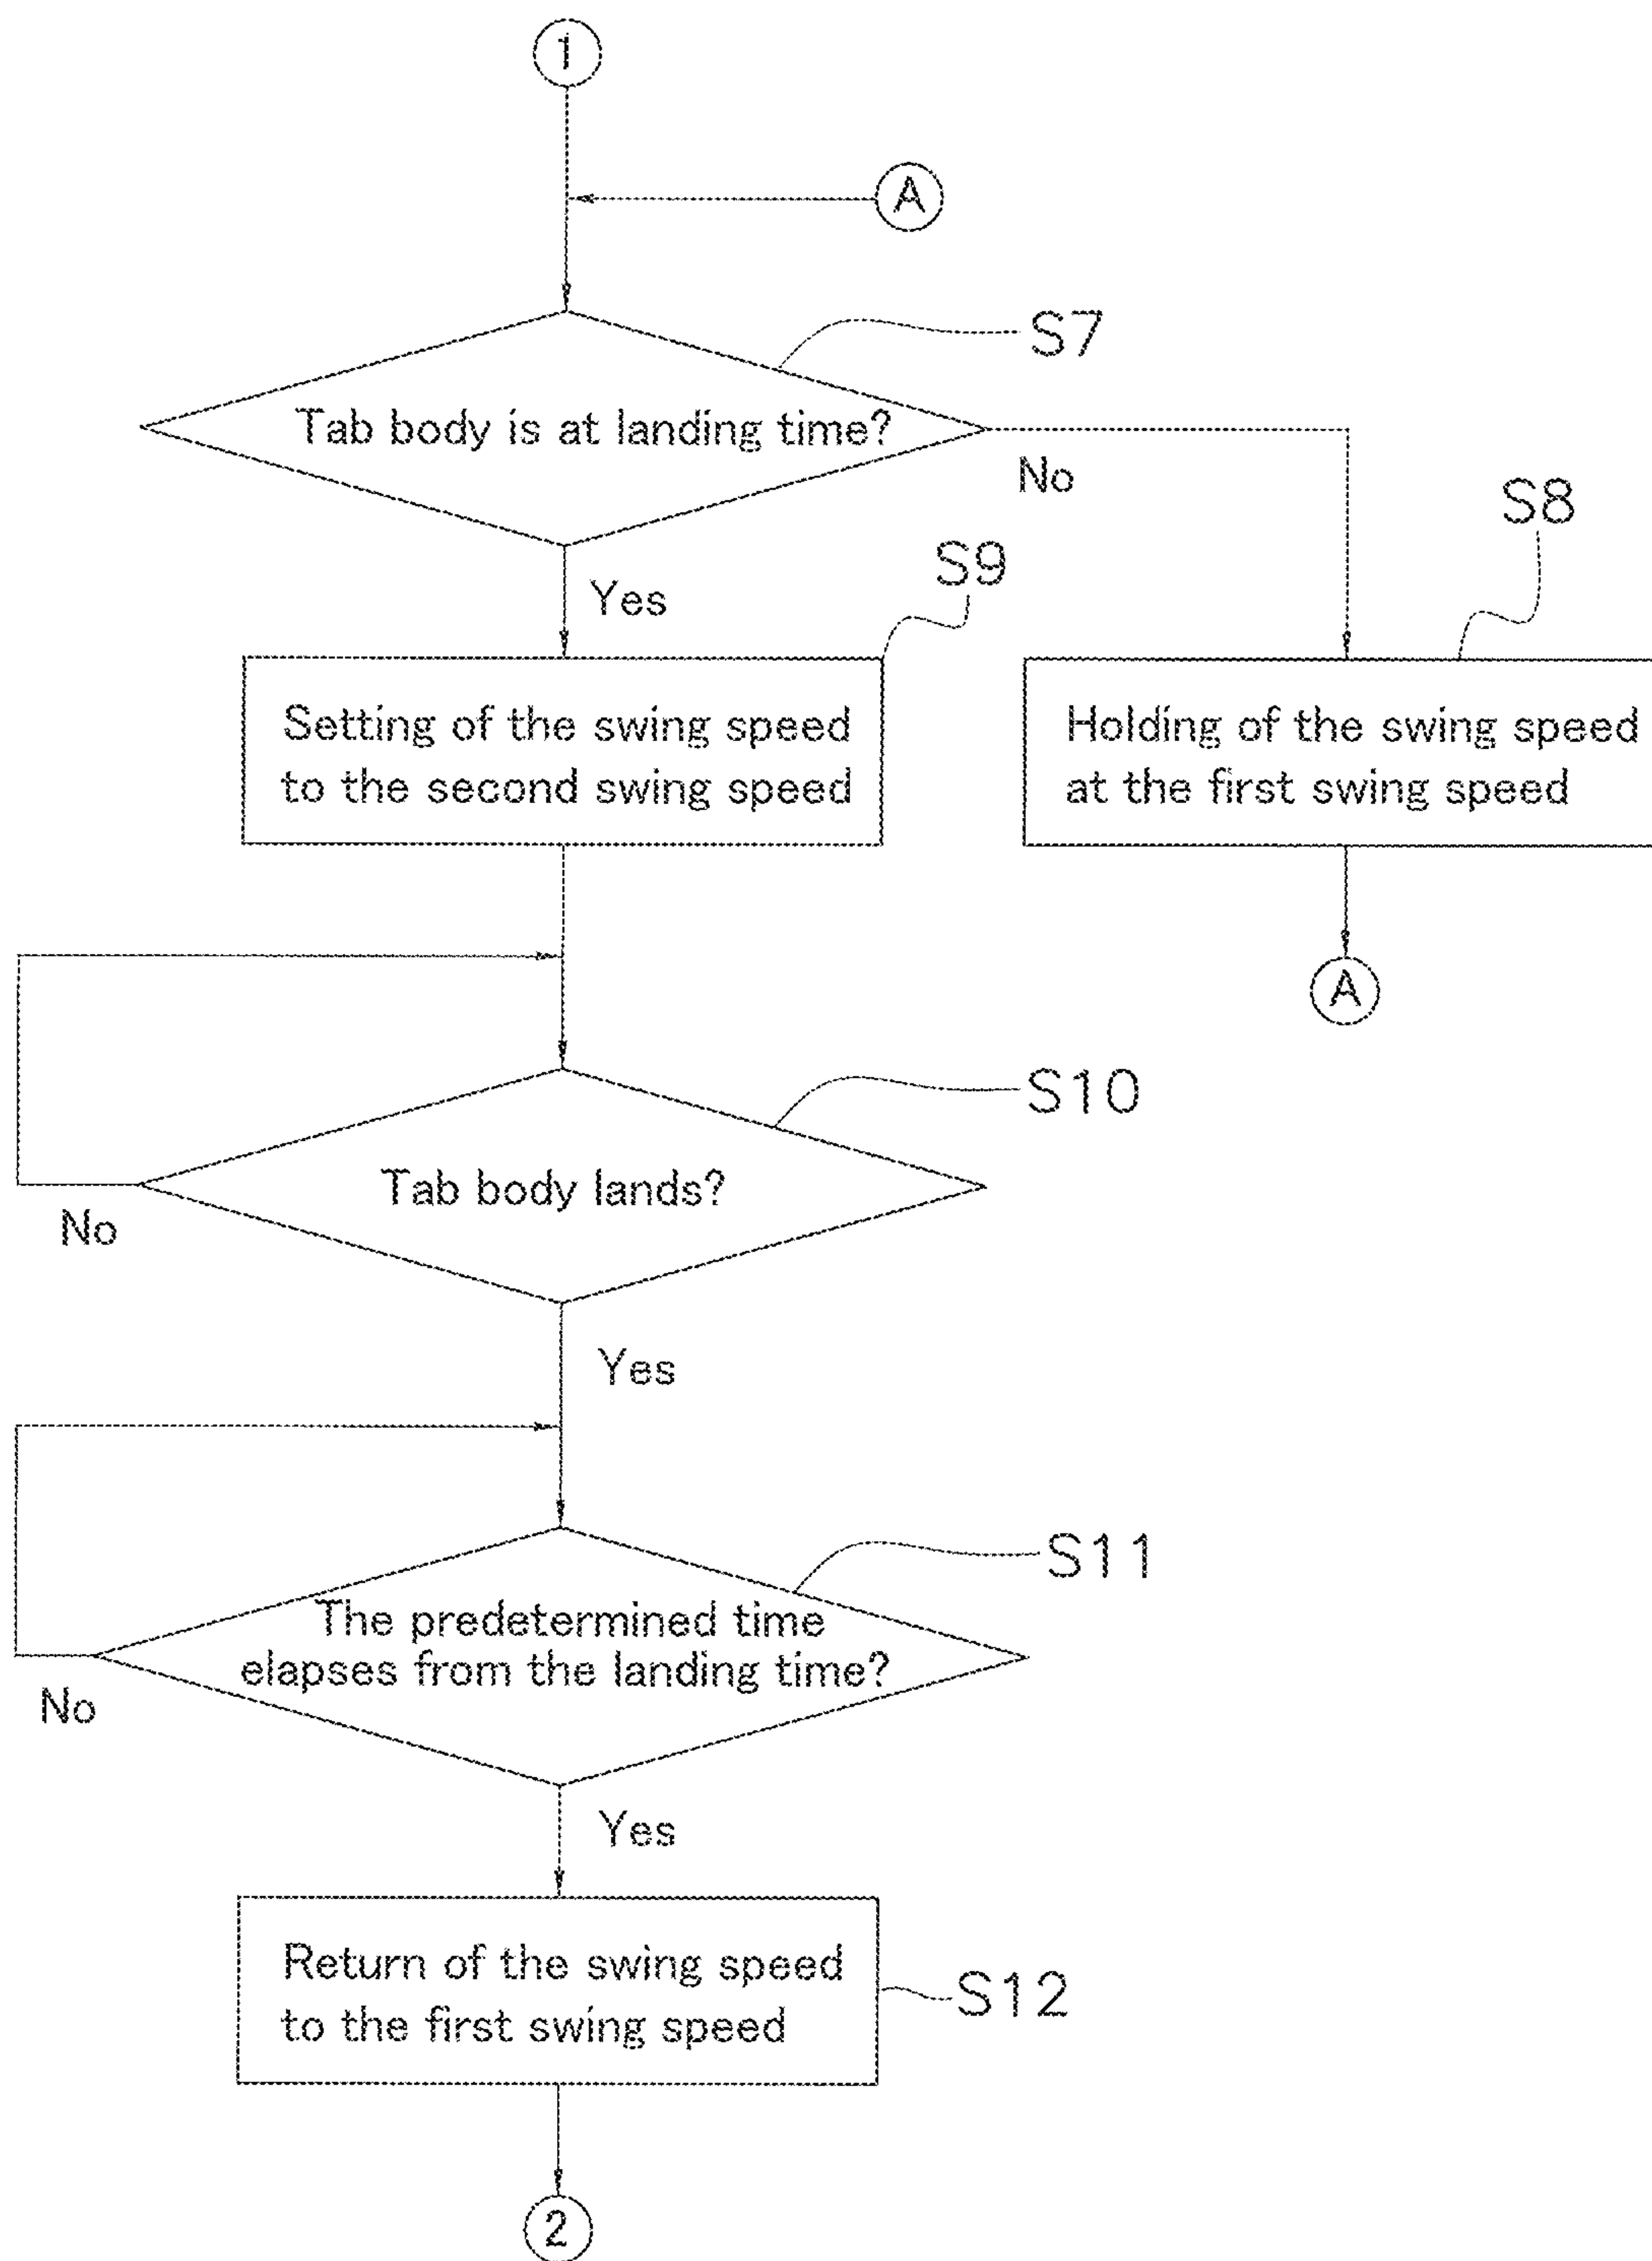 1
A
S7
Tab body is at landing time?
No
S8
Yes
S9
Setting of the swing speed
to the second swing speed
Holding of the swing speed
at the first swing speed
A
S10
Tab body lands?
No
Yes
S11
The predetermined time
elapses from the landing time?
No
Yes
Return of the swing speed
to the first swing speed
S12
2